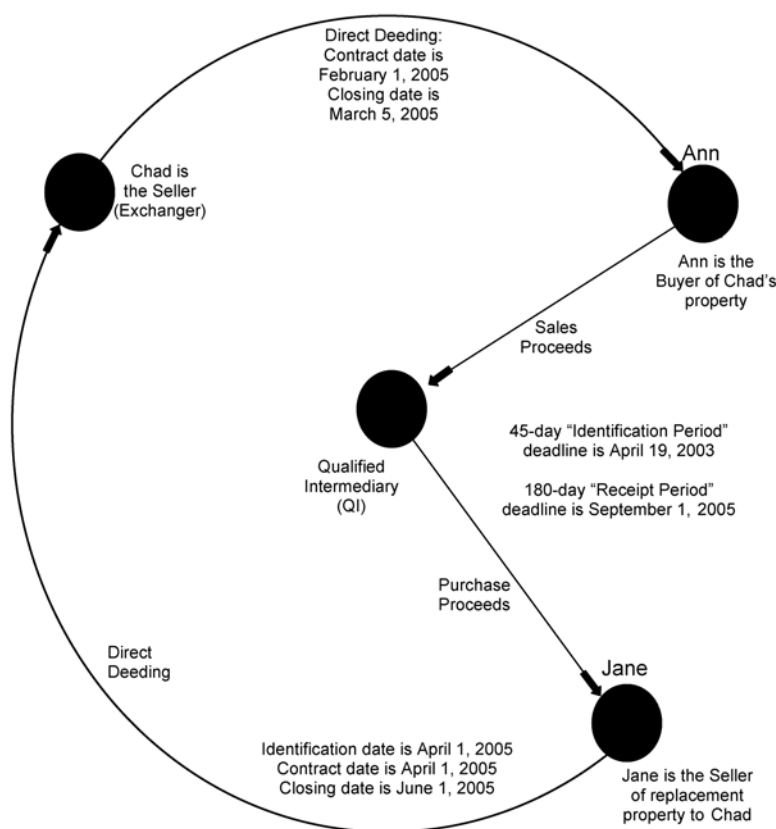 Direct Deeding:
Contract date is
February 1, 2005
Closing date is
March 5, 2005
Ann
Chad is
the Seller
(Exchanger)
Ann is the
Buyer of Chad's
property
Sales
Proceeds
45-day “Identification Period”
deadline is April 19, 2003
Qualified
Intermediary
(QI)
180-day “Receipt Period”
deadline is September 1, 2005
Purchase
Proceeds
Direct
Deeding
Jane
Identification date is April 1, 2005
Contract date is April 1, 2005
Closing date is June 1, 2005
Jane is the Seller
of replacement
property to Chad